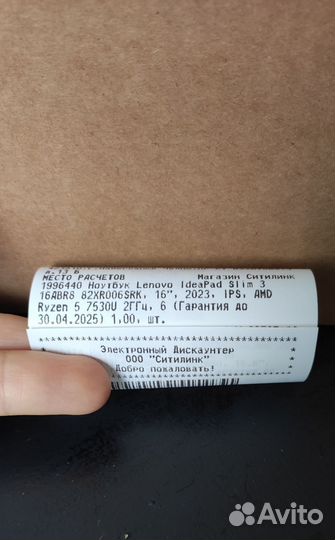 д.13 Б
МЕСТО РАСЧЕТОВ Магазин Ситилинк
1996440 Ноутбук Lenovo IdeaPad Slim 3
16ABR8 82XR006SRK, 16", 2023, IPS, AMD
Ryzen 5 7530U 2ГГц, 6 (Гарантия до
30.04.2025) 1,00, шт.
****************************************
* Электронный Дискаунтер *
ООО "Ситилинк" *
Добро пожаловать! *
****************************************
Avito